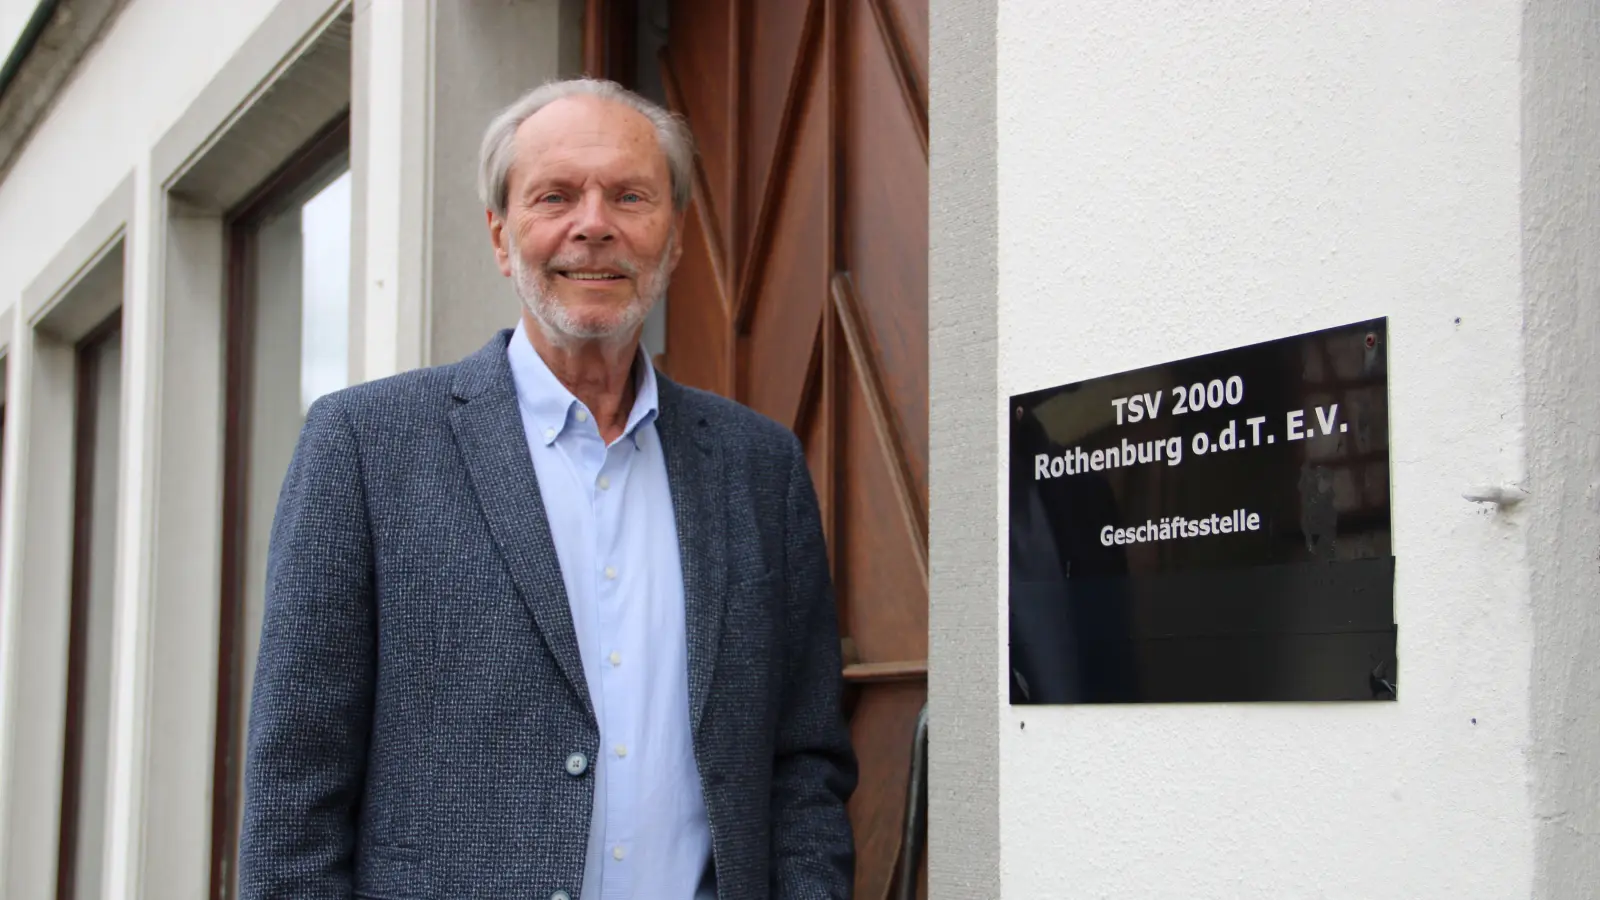 TSV 2000
Rothenburg o.d.T. E.V.
Geschäftsstelle